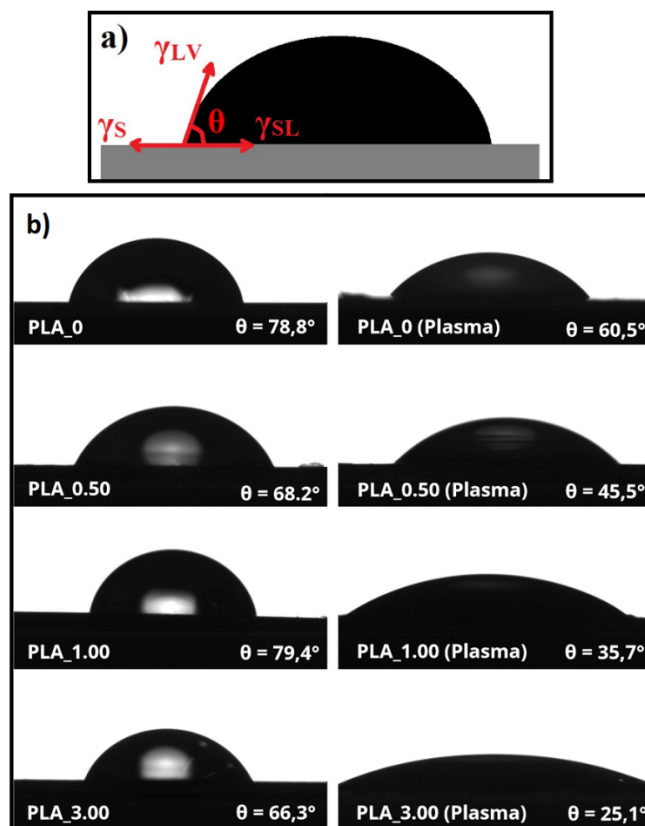 a)
γLV
γS
θ
γSL
b)
PLA_0
θ = 78,8°
PLA_0 (Plasma)
θ = 60,5°
PLA_0.50
θ = 68.2°
PLA_0.50 (Plasma)
θ = 45,5°
PLA_1.00
θ = 79,4°
PLA_1.00 (Plasma)
θ = 35,7°
PLA_3.00
θ = 66,3°
PLA_3.00 (Plasma)
θ = 25,1°